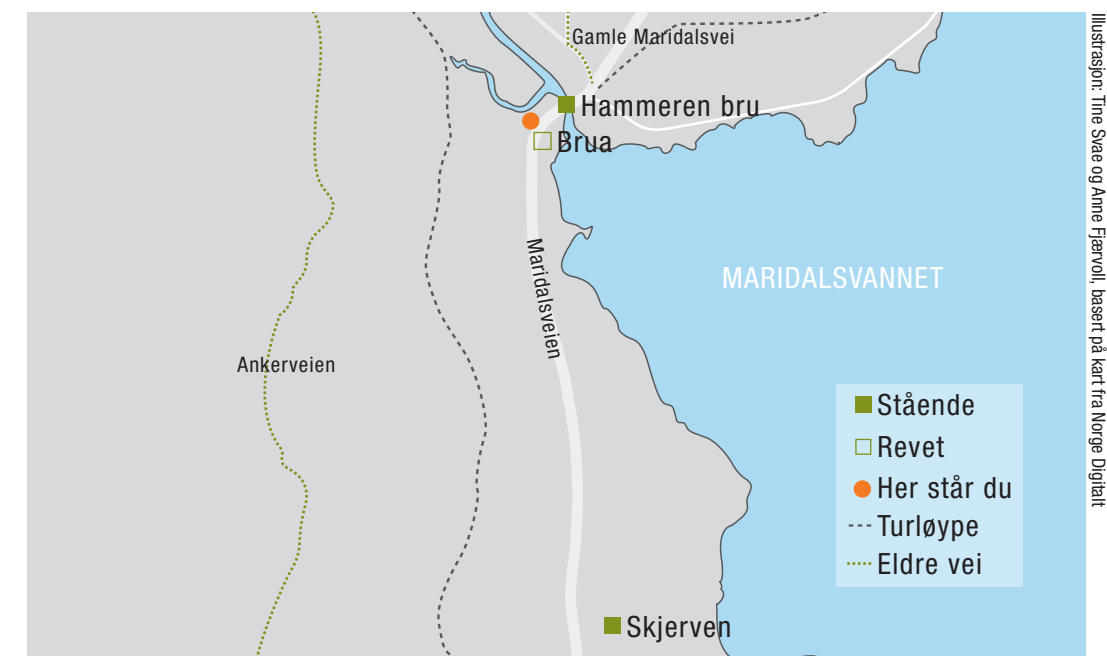 Gamle Maridalsvei
Hammeren bru
Brua
Maridalsveien
MARIDALSVANNET
Ankerveien
Stående
Revet
Her står du
Turløype
Eldre vei
Skjerven
Illustrasjon: Tine Svae og Anne Fjærvoll, basert på kart fra Norge Digitalt